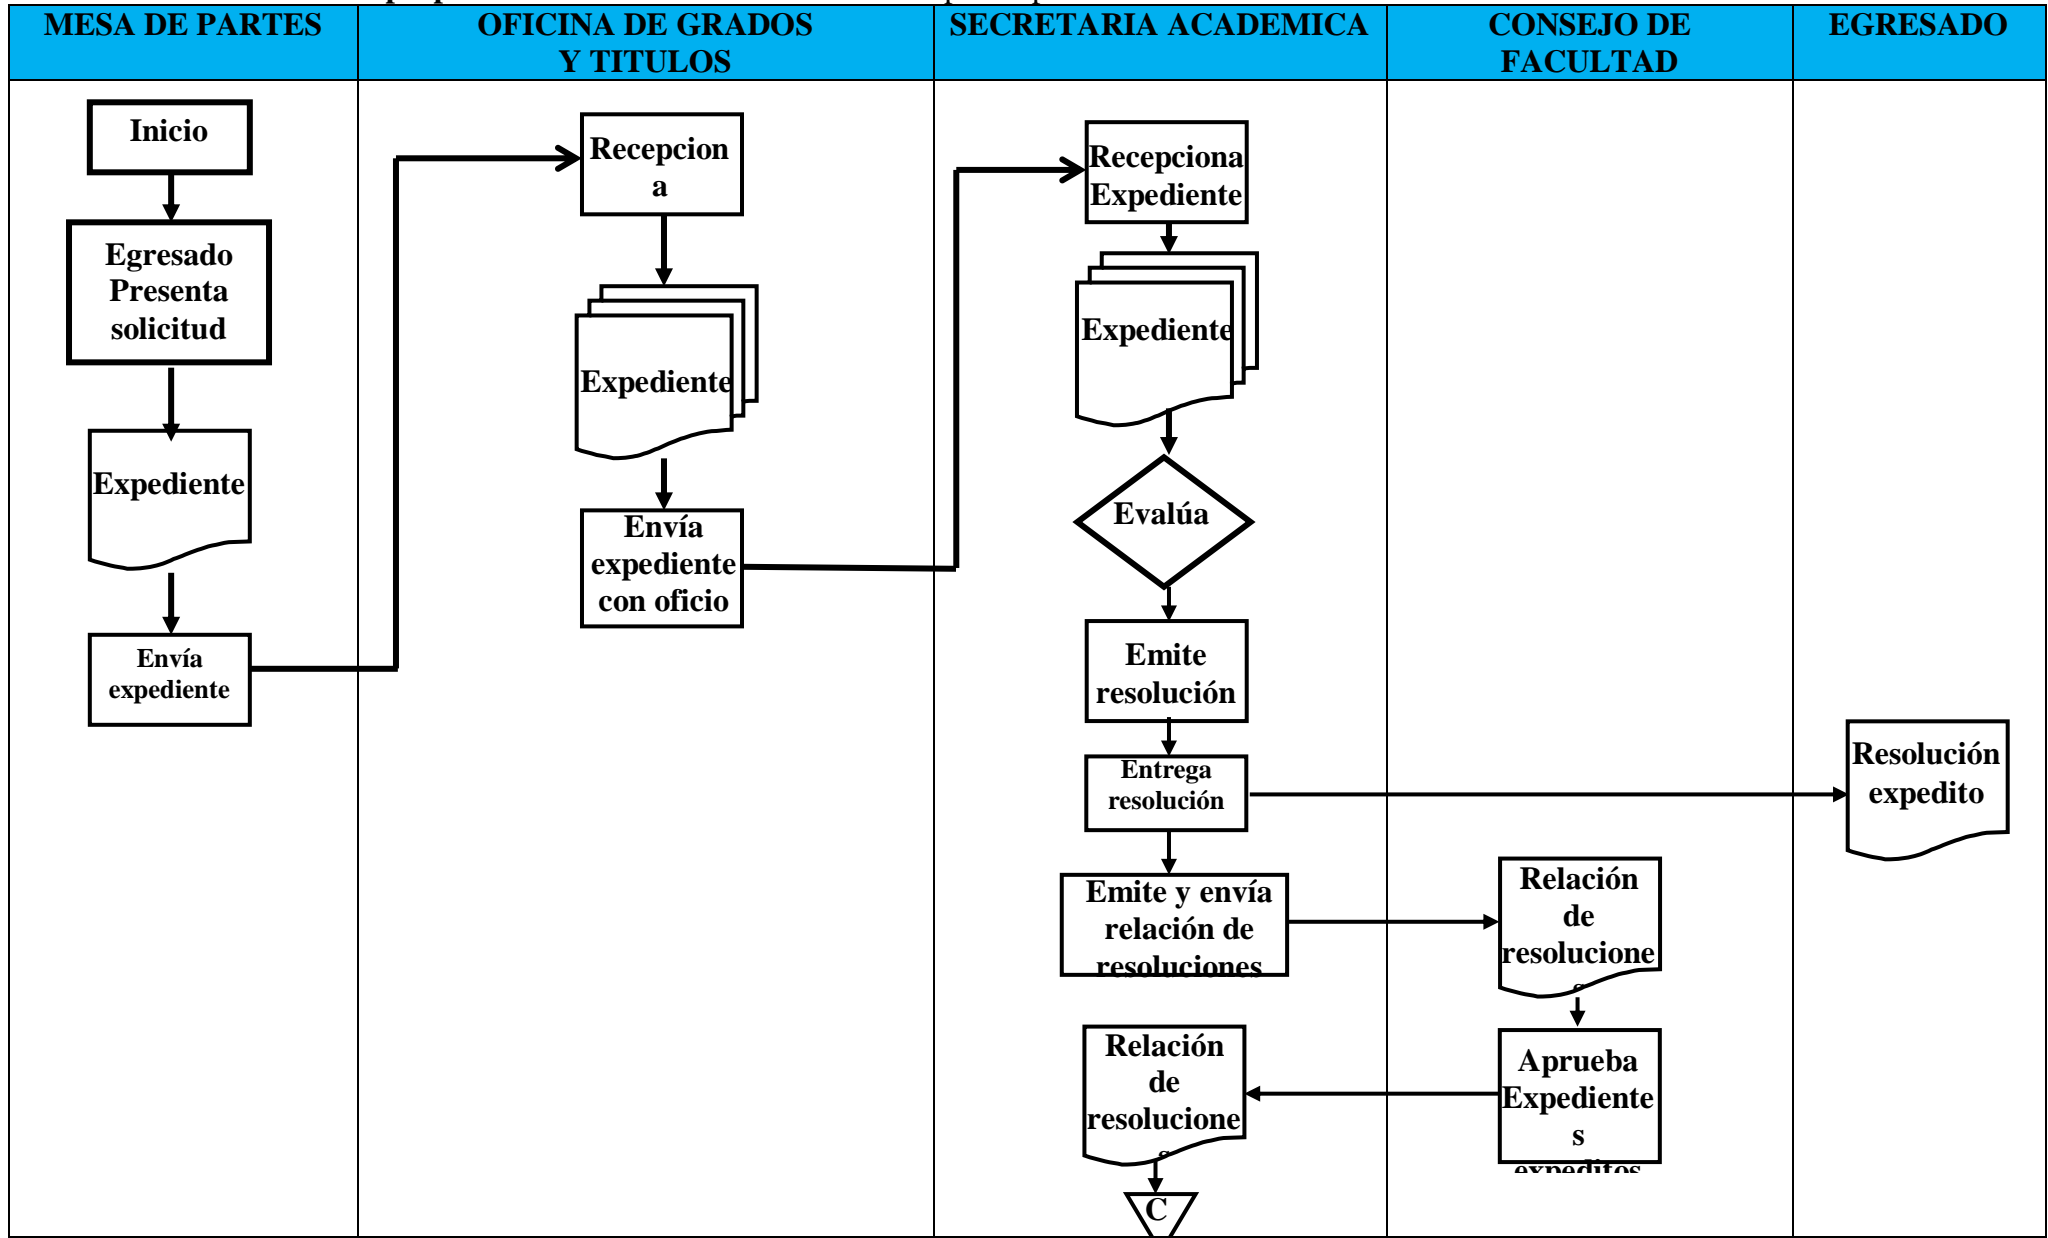 MESA DE PARTES
OFICINA DE GRADOS
Y TITULOS
SECRETARIA ACADEMICA
CONSEJO DE
FACULTAD
EGRESADO
Inicio
Egresado
Presenta
solicitud
Expediente
Envía
expediente
Recepcion
a
Expediente
Envía
expediente
con oficio
Recepciona
Expediente
Expediente
Evalúa
Emite
resolución
Entrega
resolución
Emite y envía
relación de
resoluciones
Relación
de
resolucione
s
C
Relación
de
resolucione
s
Aprueba
Expediente
s
expeditos
Resolución
expedito